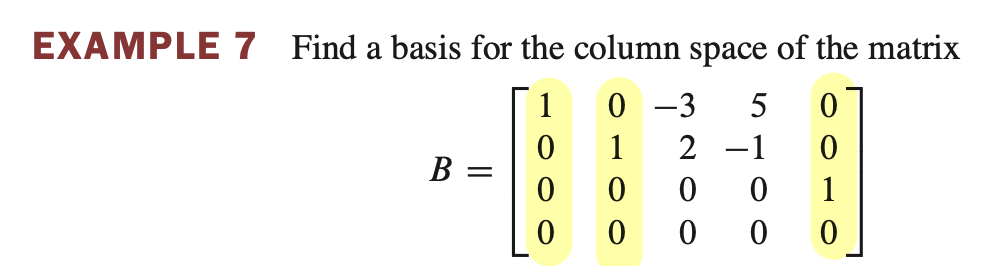 EXAMPLE 7 Find a basis for the column space of the matrix
1 0 −3 5 0
0 1 2 −1 0
B =
0 0 0 0 1
0 0 0 0 0